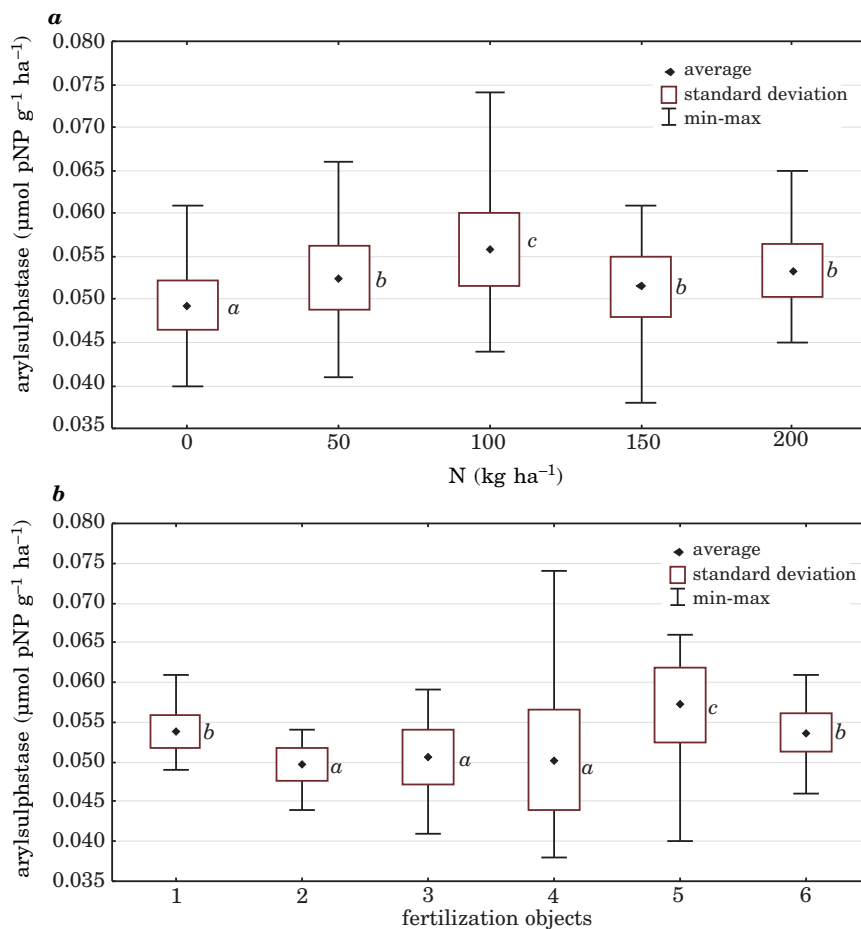 a
0.080
0.075
0.070
0.065
0.060
0.055
0.050
0.045
0.040
0.035
arylsulphstase (µmol pNP g⁻¹ ha⁻¹)
average
standard deviation
min-max
a
b
c
b
b
0 50 100 150 200
N (kg ha⁻¹)
b
0.080
0.075
0.070
0.065
0.060
0.055
0.050
0.045
0.040
0.035
arylsulphstase (µmol pNP g⁻¹ ha⁻¹)
average
standard deviation
min-max
b
a
a
a
c
b
1 2 3 4 5 6
fertilization objects